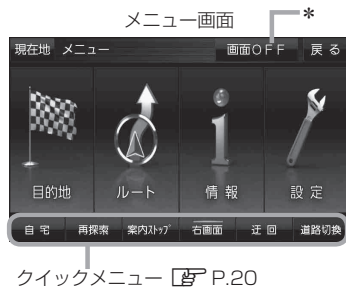 メニュー画面
*
現在地 メニュー 画面OFF 戻る
目的地 ルート 情報 設定
自宅 再探索 案内ストップ 右画面 迂回 道路切換
クイックメニュー P.20